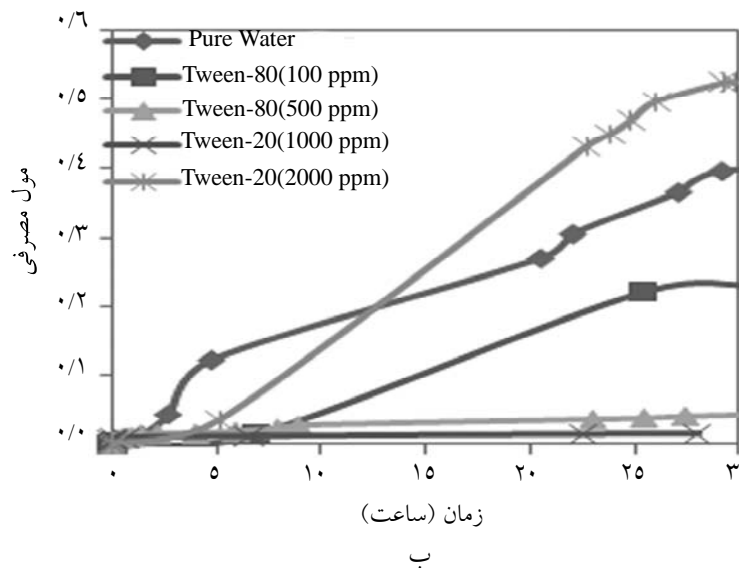 ۰/۶
۰/۵
۰/٤
۰/۳
۰/۲
۰/۱
۰/۰
مول مصرفی
Pure Water
Tween-80(100 ppm)
Tween-80(500 ppm)
Tween-20(1000 ppm)
Tween-20(2000 ppm)
۰ ۵ ۱۰ ۱۵ ۲۰ ۲۵ ۳۰
زمان (ساعت)
ب